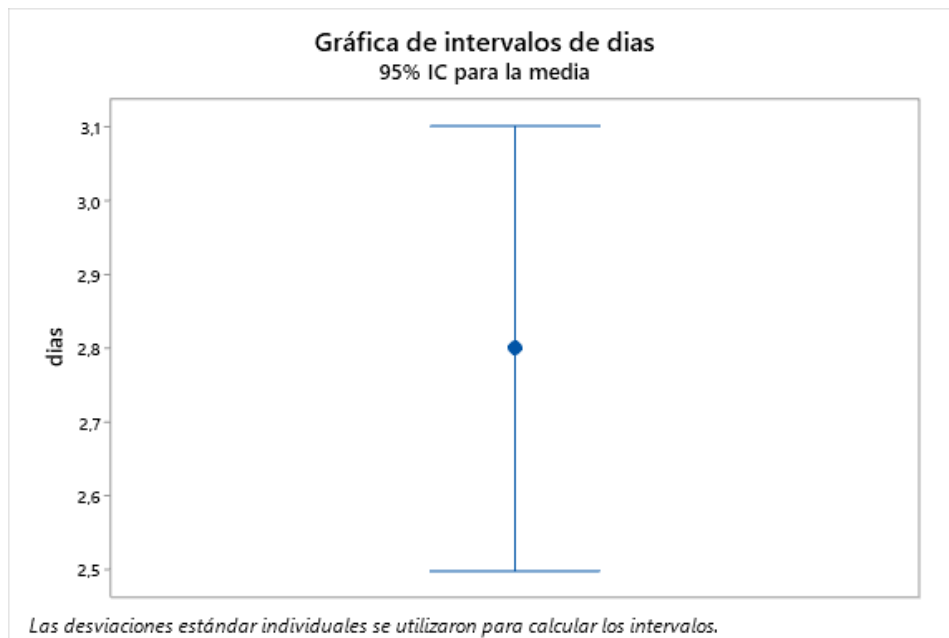 Gráfica de intervalos de dias
95% IC para la media
3,1
3,0
2,9
2,8
2,7
2,6
2,5
dias
Las desviaciones estándar individuales se utilizaron para calcular los intervalos.